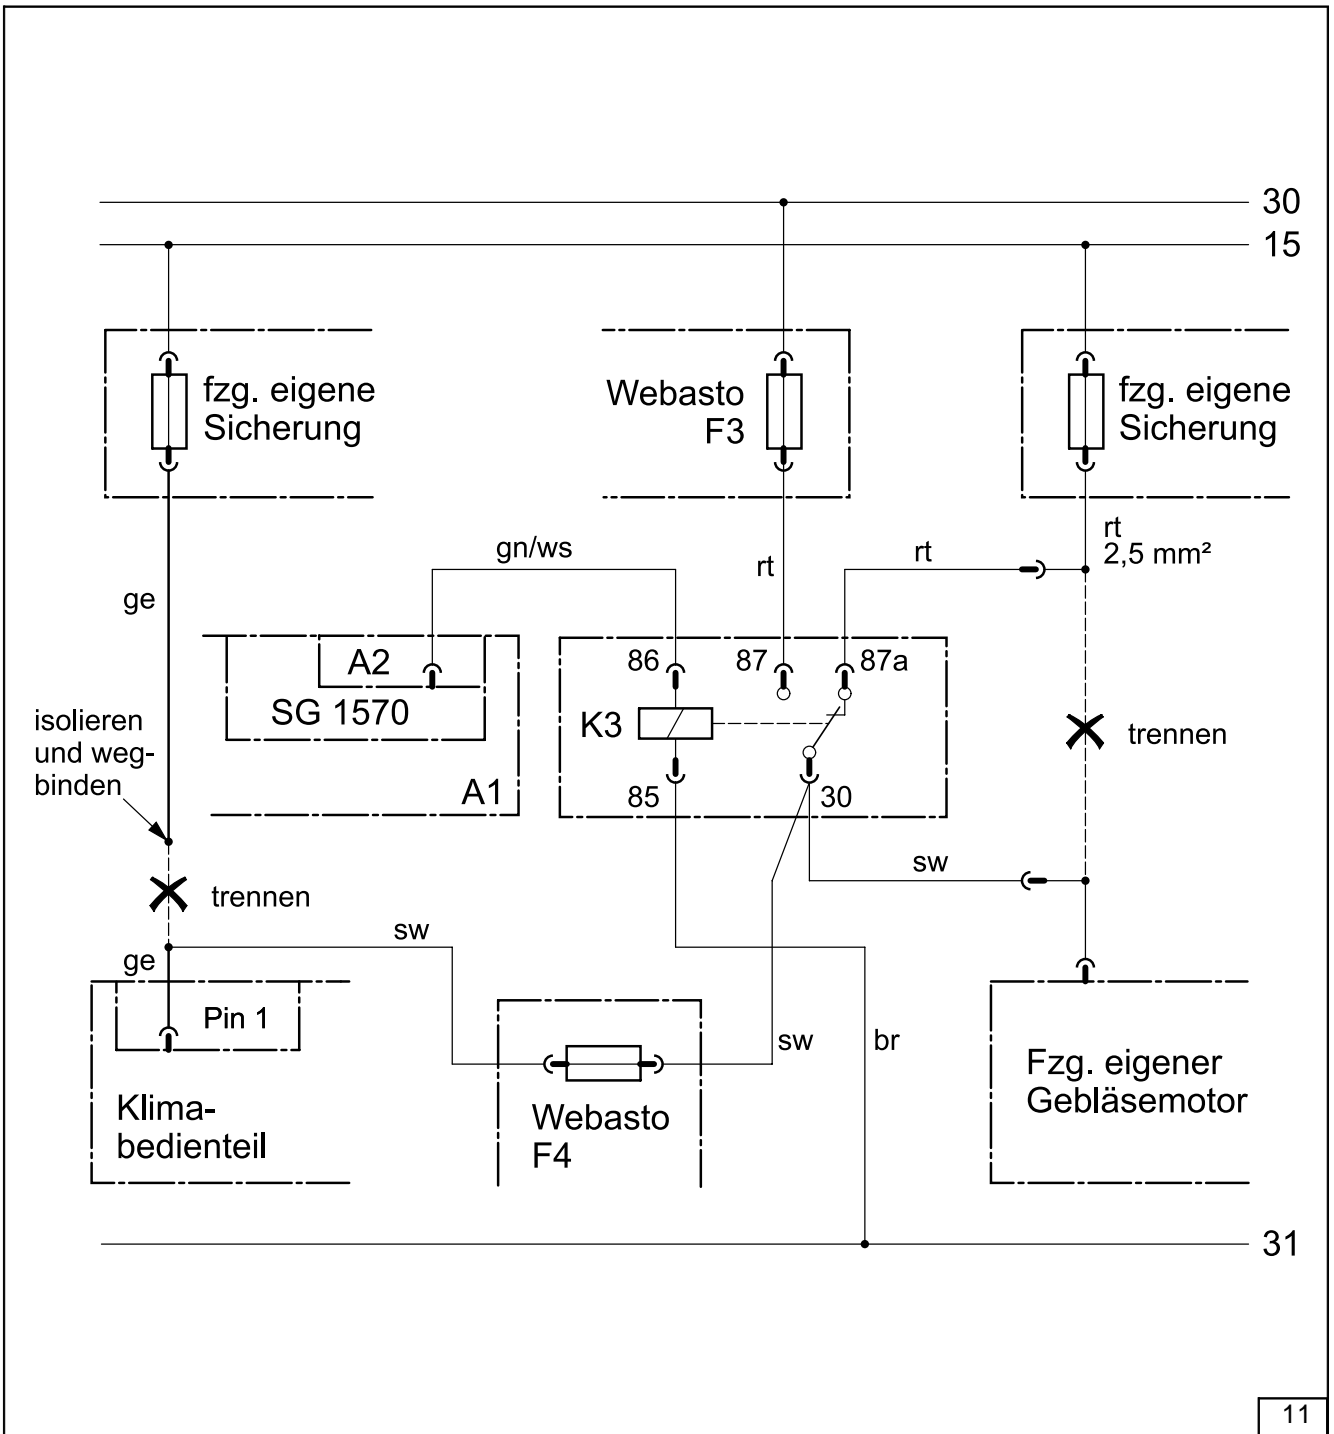 30
15
fzg. eigene
Sicherung
Webasto
F3
fzg. eigene
Sicherung
rt
2,5 mm²
gn/ws
rt
rt
ge
A2
SG 1570
A1
86
87
87a
K3
85
30
isolieren
und weg-
binden
trennen
trennen
sw
sw
ge
Pin 1
Klima-
bedienteil
sw
br
Webasto
F4
Fzg. eigener
Gebläsemotor
31
11